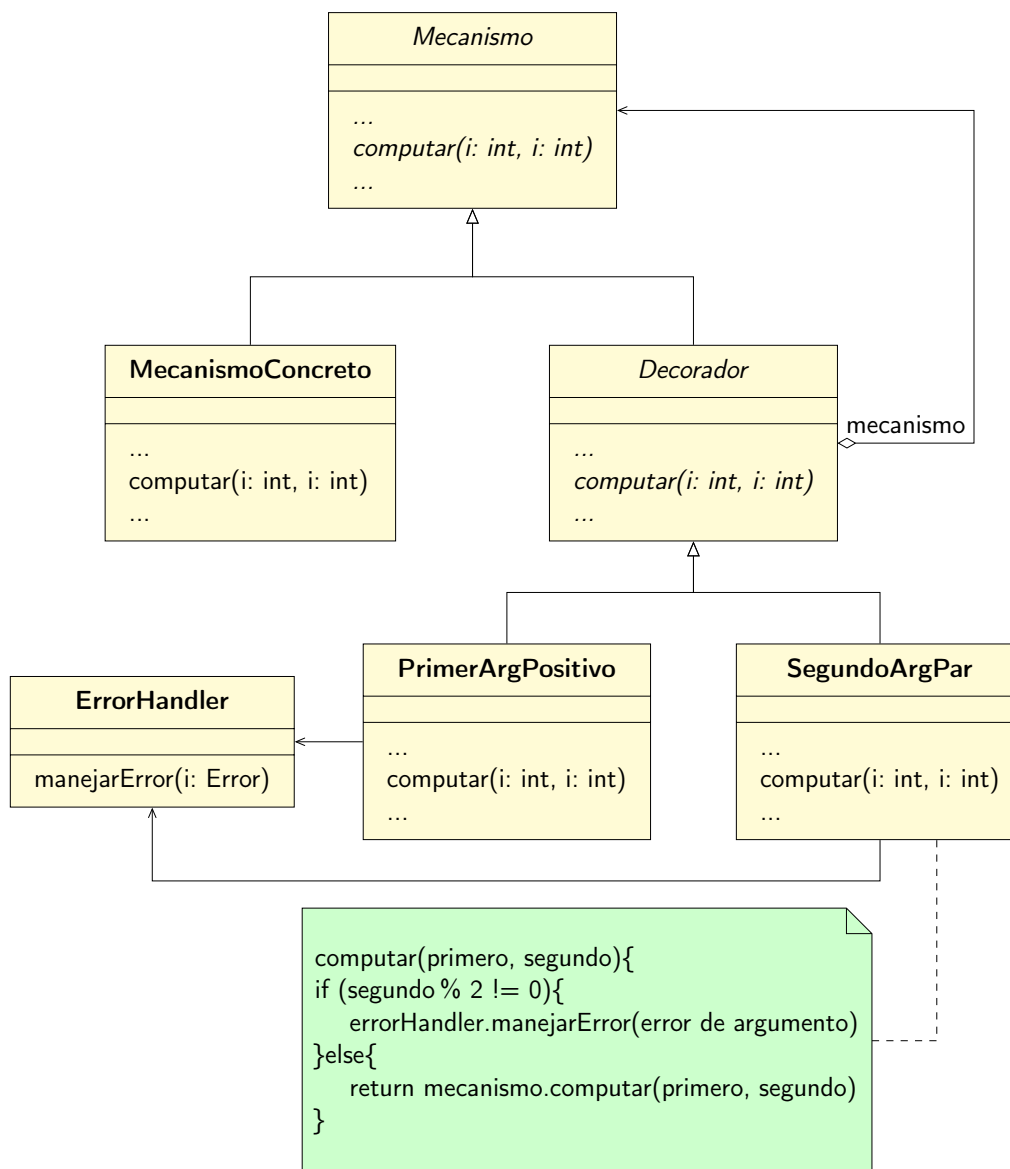 Mecanismo
...
computar(i: int, i: int)
...
MecanismoConcreto
...
computar(i: int, i: int)
...
Decorador
...
computar(i: int, i: int)
...
mecanismo
ErrorHandler
manejarError(i: Error)
PrimerArgPositivo
...
computar(i: int, i: int)
...
SegundoArgPar
...
computar(i: int, i: int)
...
computar(primero, segundo){
if (segundo % 2 != 0){
errorHandler.manejarError(error de argumento)
}else{
return mecanismo.computar(primero, segundo)
}